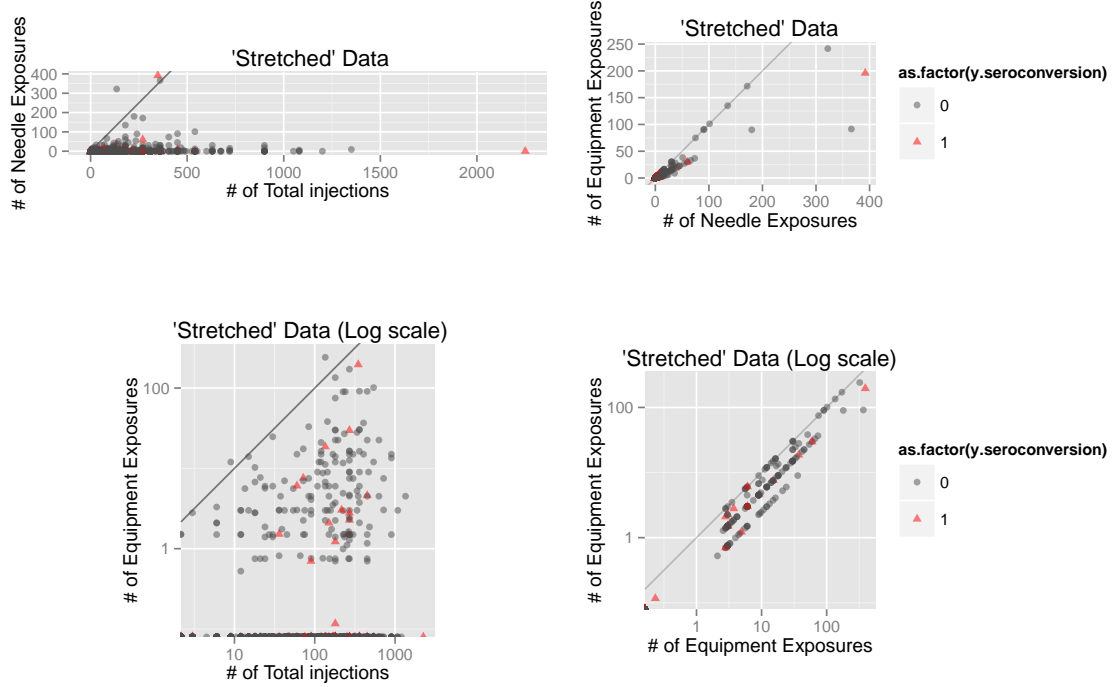 'Stretched' Data
# of Needle Exposures
400
300
200
100
0
0
500
1000
1500
2000
# of Total injections
'Stretched' Data
# of Equipment Exposures
250
200
150
100
50
0
0
100
200
300
400
# of Needle Exposures
as.factor(y.seroconversion)
0
1
'Stretched' Data (Log scale)
# of Equipment Exposures
100
1
10
100
1000
# of Total injections
'Stretched' Data (Log scale)
# of Equipment Exposures
100
1
1
10
100
# of Equipment Exposures
as.factor(y.seroconversion)
0
1